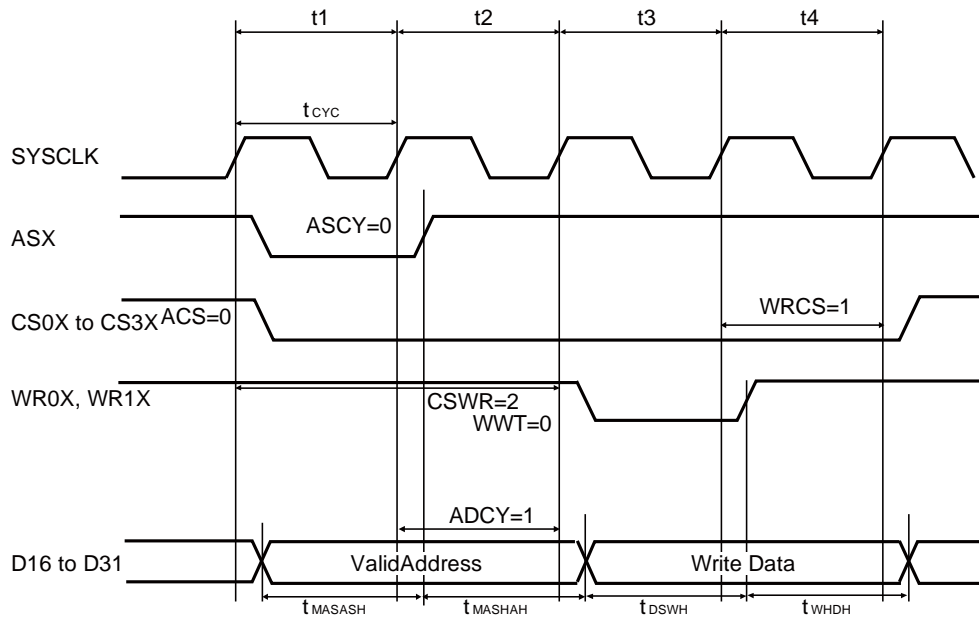 t1 t2 t3 t4
tCYC
SYSCLK
ASX
ASCY=0
CS0X to CS3X
ACS=0
WRCS=1
WR0X, WR1X
CSWR=2
WWT=0
ADCY=1
D16 to D31
ValidAddress
Write Data
tMASASH tMASHAH tDSWH tWHDH